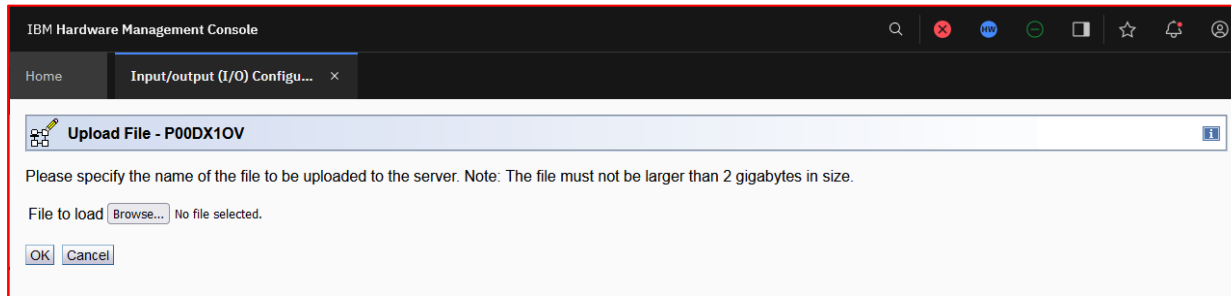 IBM Hardware Management Console
HW
Home
Input/output (I/O) Configu... ×
Upload File - P00DX1OV
i
Please specify the name of the file to be uploaded to the server. Note: The file must not be larger than 2 gigabytes in size.
File to load Browse... No file selected.
OK Cancel